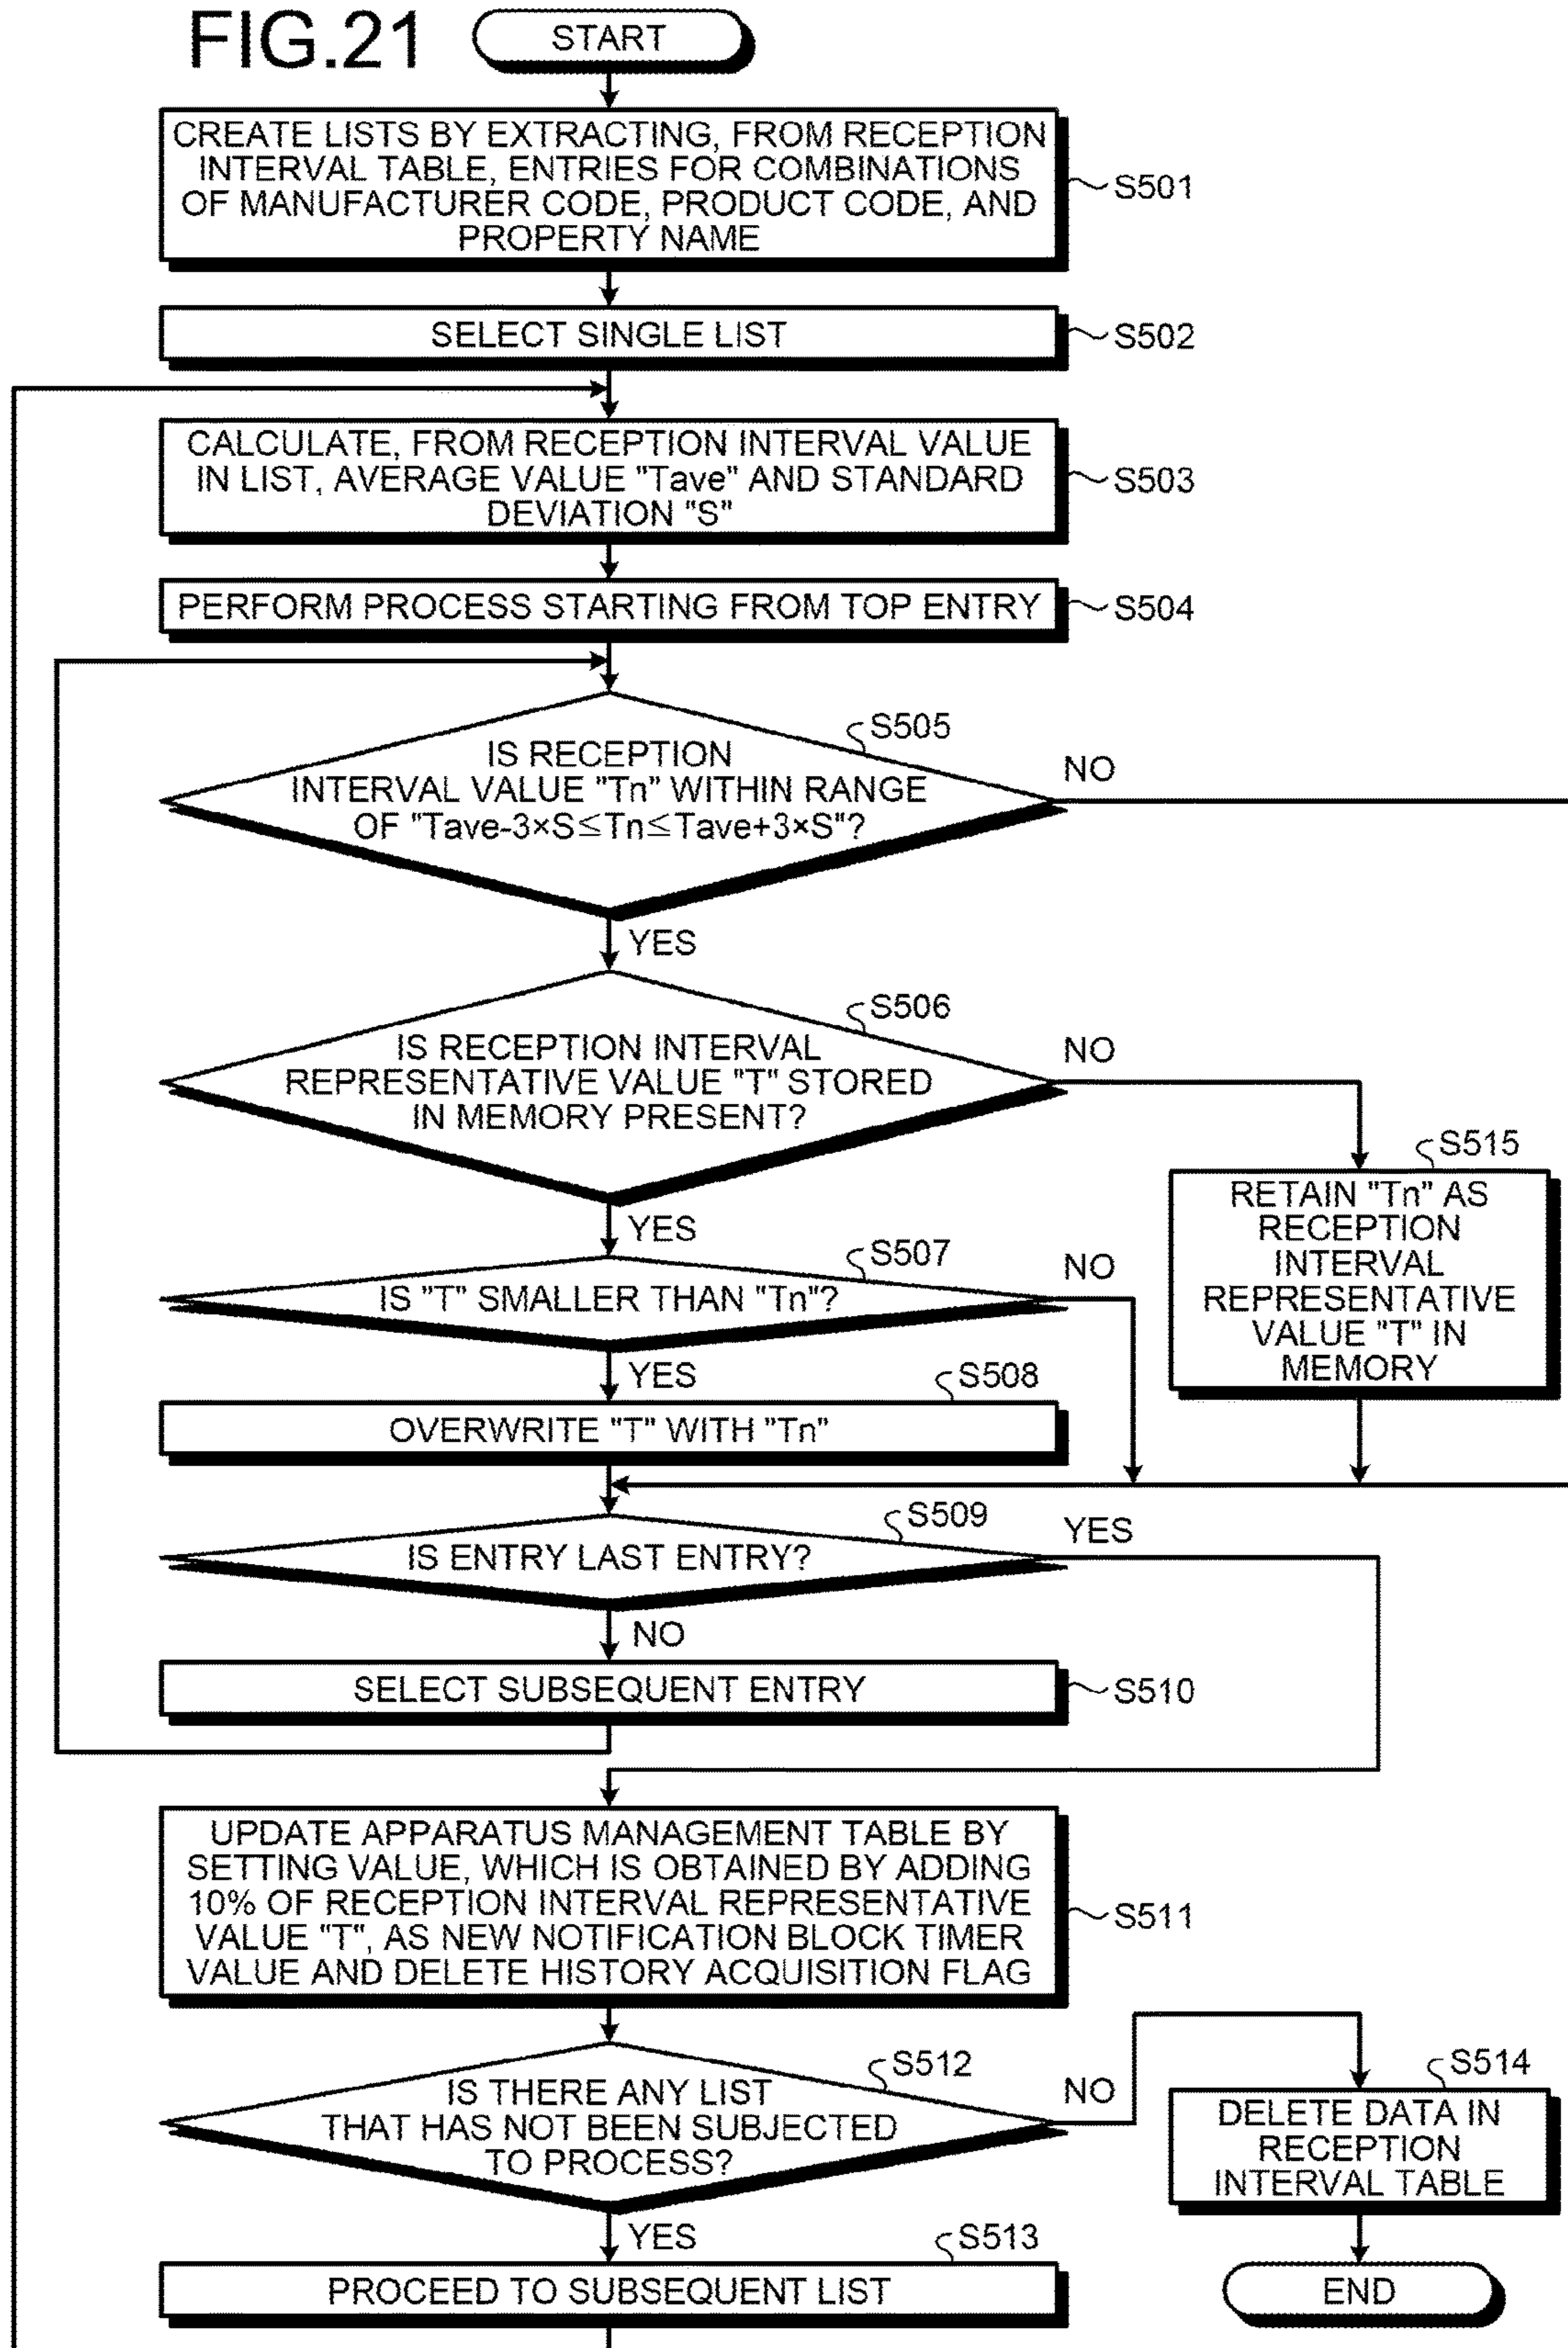 FIG.21
START
CREATE LISTS BY EXTRACTING, FROM RECEPTION
INTERVAL TABLE, ENTRIES FOR COMBINATIONS
OF MANUFACTURER CODE, PRODUCT CODE, AND
PROPERTY NAME
S501
SELECT SINGLE LIST
S502
CALCULATE, FROM RECEPTION INTERVAL VALUE
IN LIST, AVERAGE VALUE "Tave" AND STANDARD
DEVIATION "S"
S503
PERFORM PROCESS STARTING FROM TOP ENTRY
S504
S505
IS RECEPTION
INTERVAL VALUE "Tn" WITHIN RANGE
OF "Tave-3×S≦Tn≦Tave+3×S"?
NO
YES
S506
IS RECEPTION INTERVAL
REPRESENTATIVE VALUE "T" STORED
IN MEMORY PRESENT?
NO
YES
S515
RETAIN "Tn" AS
RECEPTION
INTERVAL
REPRESENTATIVE
VALUE "T" IN
MEMORY
S507
IS "T" SMALLER THAN "Tn"?
NO
YES
S508
OVERWRITE "T" WITH "Tn"
S509
IS ENTRY LAST ENTRY?
YES
NO
SELECT SUBSEQUENT ENTRY
S510
UPDATE APPARATUS MANAGEMENT TABLE BY
SETTING VALUE, WHICH IS OBTAINED BY ADDING
10% OF RECEPTION INTERVAL REPRESENTATIVE
VALUE "T", AS NEW NOTIFICATION BLOCK TIMER
VALUE AND DELETE HISTORY ACQUISITION FLAG
S511
S512
IS THERE ANY LIST
THAT HAS NOT BEEN SUBJECTED
TO PROCESS?
NO
YES
S514
DELETE DATA IN
RECEPTION
INTERVAL TABLE
S513
PROCEED TO SUBSEQUENT LIST
END